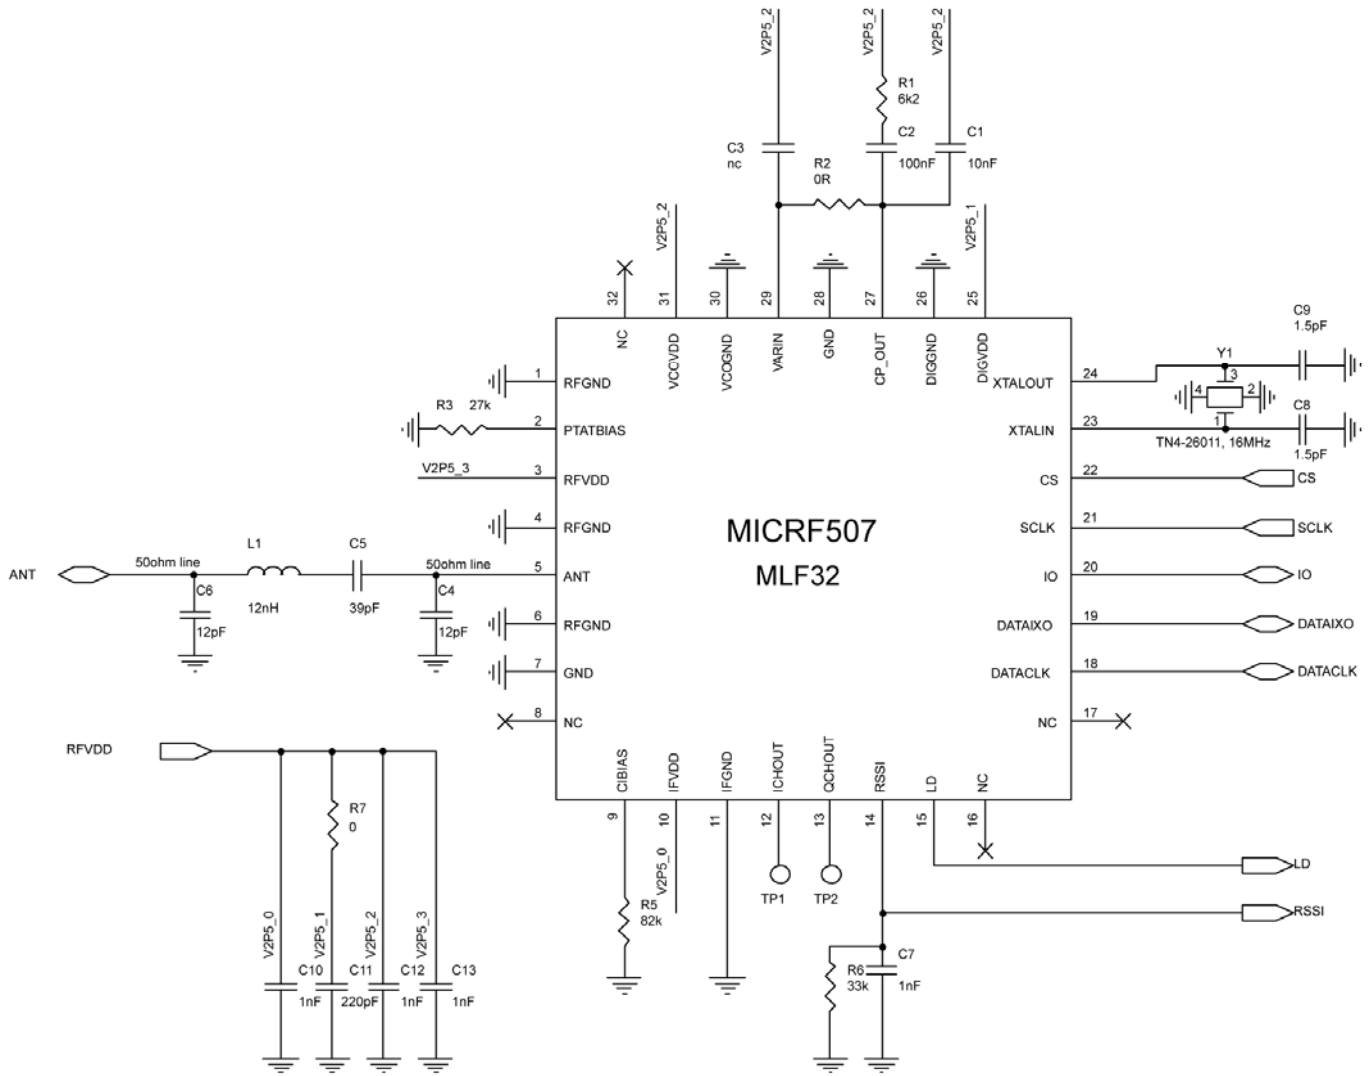 V2P5_2
V2P5_2
V2P5_2
R1
6k2
C3
nc
R2
0R
C2
100nF
C1
10nF
V2P5_2
V2P5_1
32
31
30
29
28
27
26
25
NC
VCOVDD
VCOGND
VARIN
GND
CP_OUT
DIGGND
DIGVDD
C9
1.5pF
Y1
3
4
2
1
C8
1.5pF
TN4-26011, 16MHz
1
RFGND
XTALOUT
24
R3 27k
2
PTATBIAS
XTALIN
23
V2P5_3
3
RFVDD
CS
22
CS
4
RFGND
SCLK
21
SCLK
MICRF507
MLF32
ANT
50ohm line
L1
12nH
C5
39pF
50ohm line
C6
12pF
C4
12pF
5
ANT
IO
20
IO
6
RFGND
DATAIXO
19
DATAIXO
7
GND
DATACLK
18
DATACLK
8
NC
NC
17
CIBIAS
IFVDD
IFGND
ICHOUT
QCHOUT
RSSI
LD
NC
9
10
11
12
13
14
15
16
RFVDD
R7
0
V2P5_0
V2P5_1
V2P5_2
V2P5_3
C10
1nF
C11
220pF
C12
1nF
C13
1nF
V2P5_0
R5
82k
TP1
TP2
LD
RSSI
R6
33k
C7
1nF